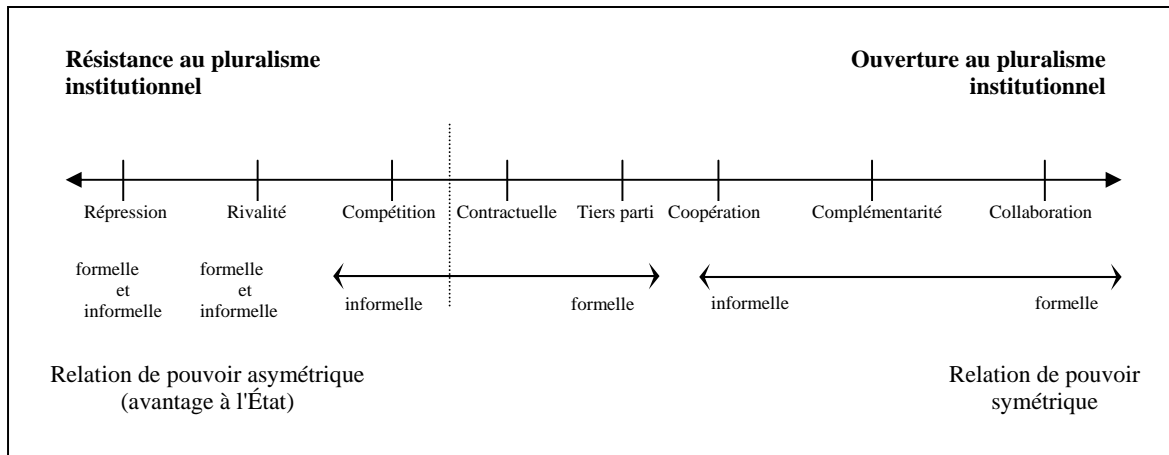 Résistance au pluralisme
institutionnel
Ouverture au pluralisme
institutionnel
Répression
Rivalité
Compétition
Contractuelle
Tiers parti
Coopération
Complémentarité
Collaboration
formelle
et
informelle
formelle
et
informelle
informelle
formelle
informelle
formelle
Relation de pouvoir asymétrique
(avantage à l'État)
Relation de pouvoir
symétrique